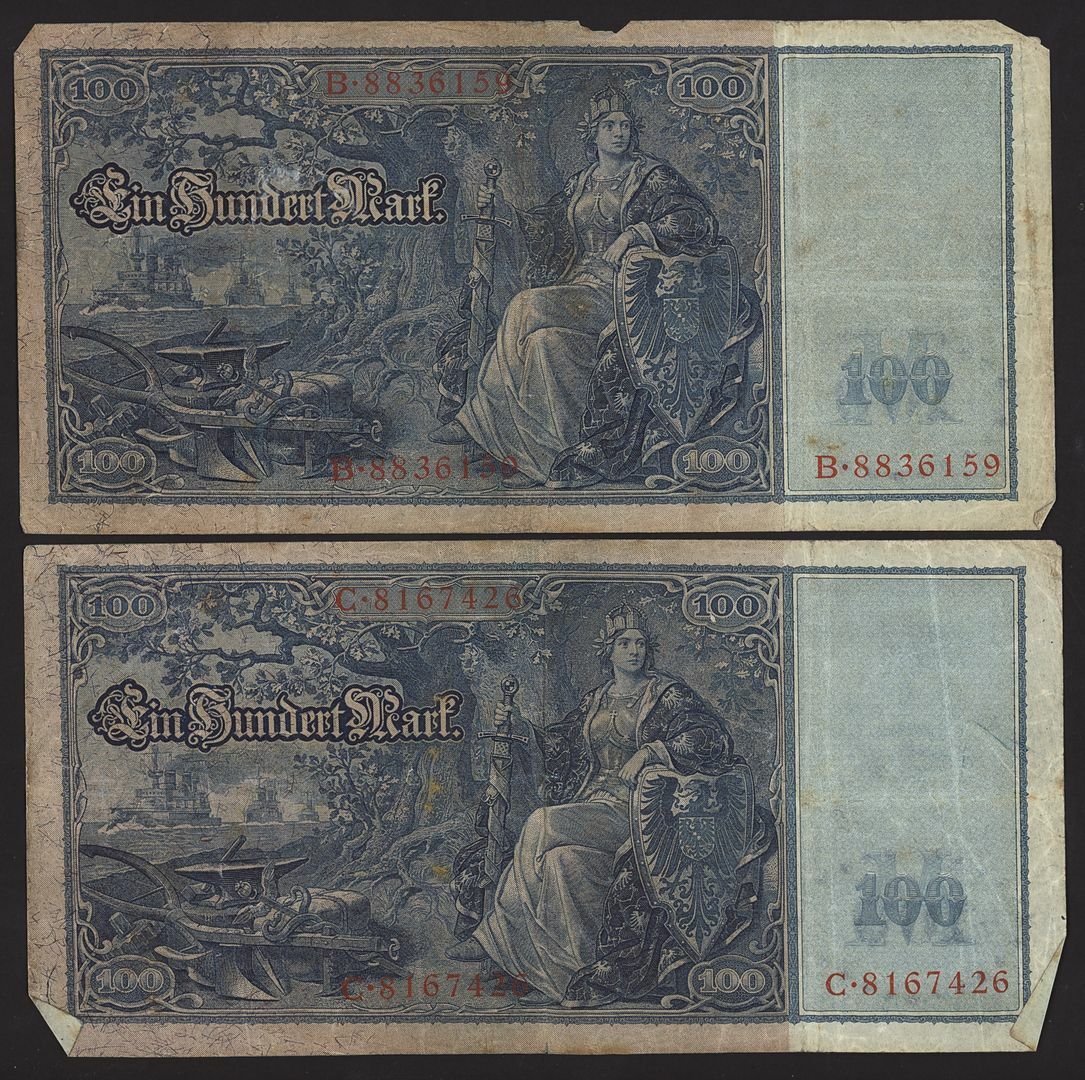 100 B·8836159 100
Ein Hundert Mark.
M
100
100 B·8836159 100 B·8836159
100 C·8167426 100
Ein Hundert Mark.
M
100
100 C·8167426 100 C·8167426